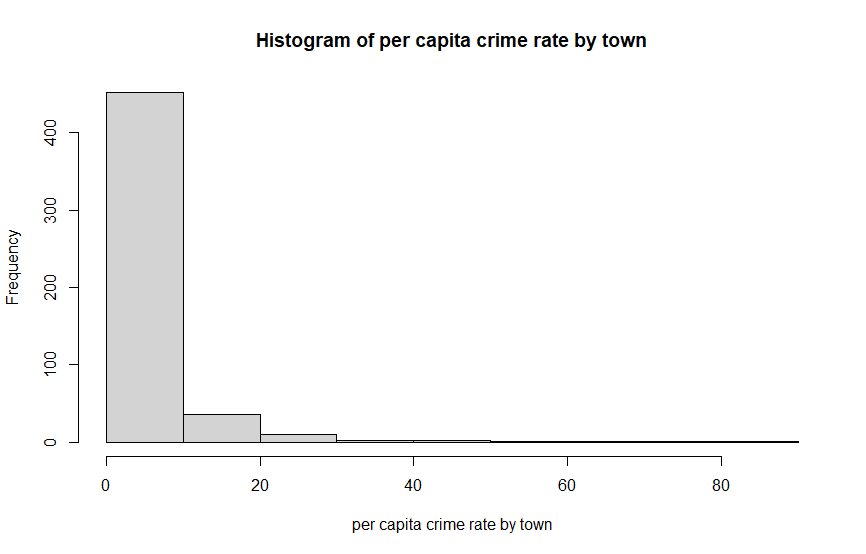 Histogram of per capita crime rate by town
Frequency
400
300
200
100
0
0 20 40 60 80
per capita crime rate by town